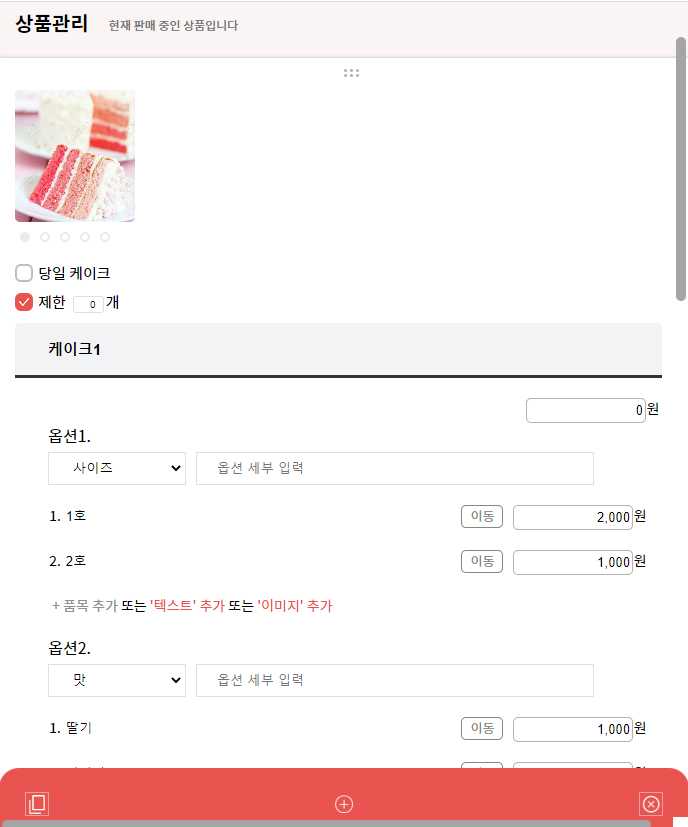 상품관리 현재 판매 중인 상품입니다
당일 케이크
제한 0 개
케이크1
0 원
옵션1.
사이즈 옵션 세부 입력
1. 1호 이동 2,000 원
2. 2호 이동 1,000 원
+ 품목 추가 또는 '텍스트' 추가 또는 '이미지' 추가
옵션2.
맛 옵션 세부 입력
1. 딸기 이동 1,000 원